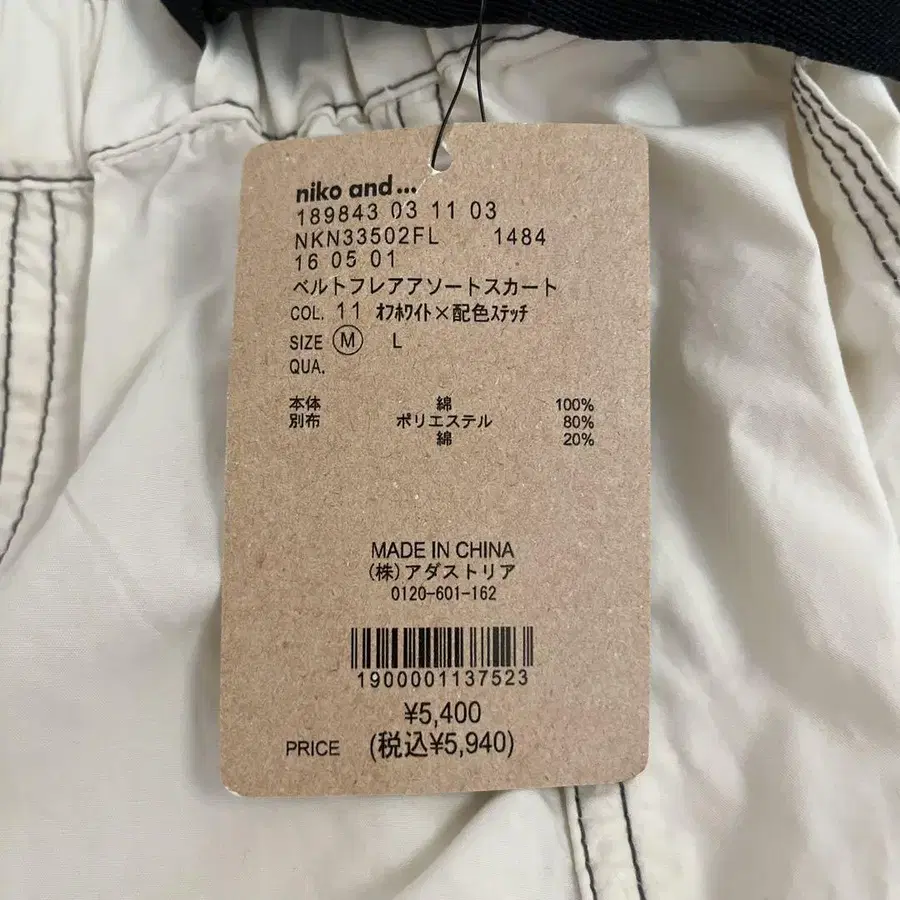 niko and...
189843 03 11 03
NKN33502FL 1484
16 05 01
ベルトフレアアソートスカート
COL. 11 ｵﾌﾎﾜｲﾄ×配色ｽﾃｯﾁ
SIZE M L
QUA.
本体 綿 100%
別布 ポリエステル 80%
綿 20%
MADE IN CHINA
(株)アダストリア
0120-601-162
1900001137523
¥5,400
PRICE (税込¥5,940)